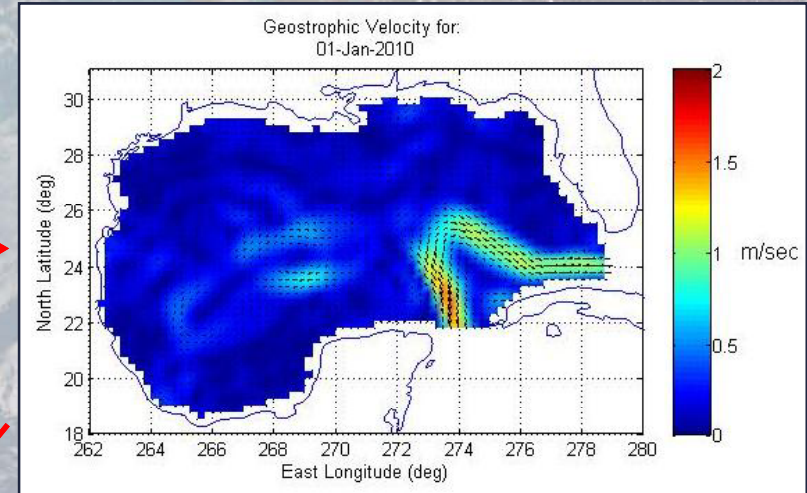 Geostrophic Velocity for:
01-Jan-2010
North Latitude (deg)
30
28
26
24
22
20
18
262 264 266 268 270 272 274 276 278 280
East Longitude (deg)
2
1.5
1
0.5
0
m/sec